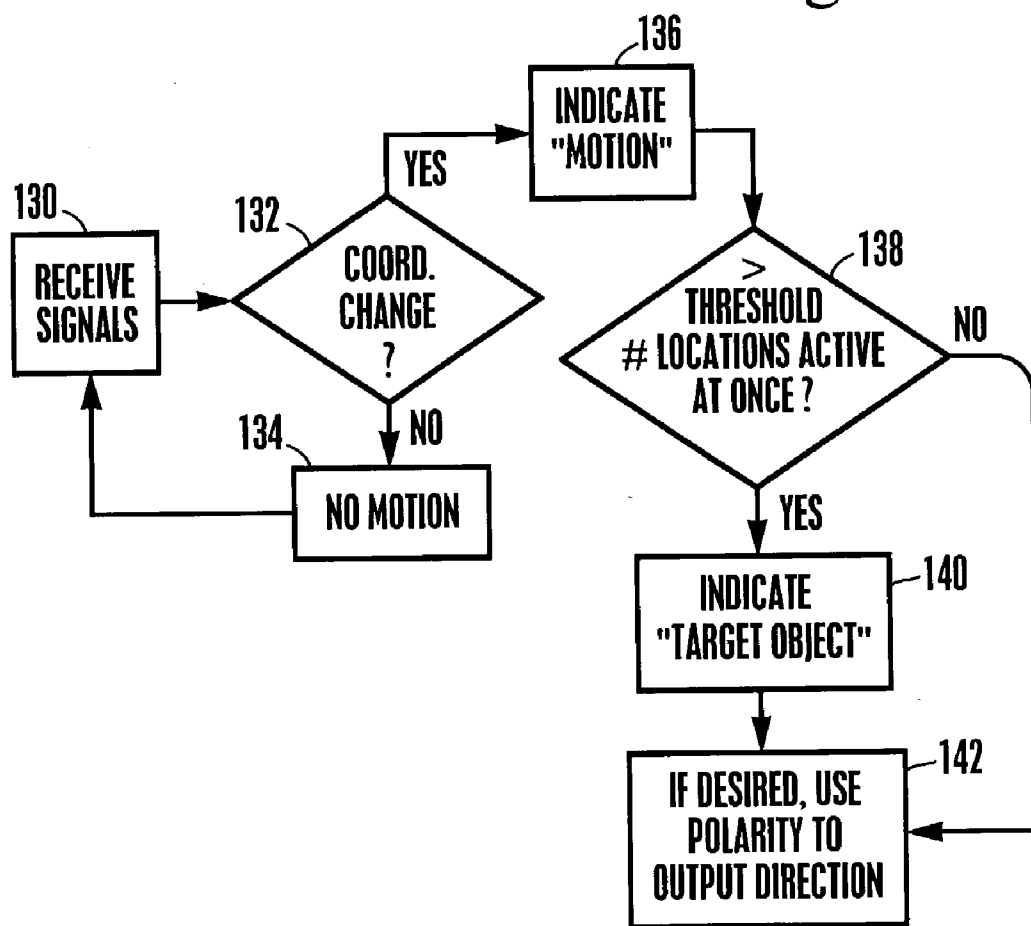 136
INDICATE
"MOTION"
YES
130
RECEIVE
SIGNALS
132
COORD.
CHANGE
?
NO
134
NO MOTION
138
>
THRESHOLD
# LOCATIONS ACTIVE
AT ONCE?
NO
YES
140
INDICATE
"TARGET OBJECT"
142
IF DESIRED, USE
POLARITY TO
OUTPUT DIRECTION